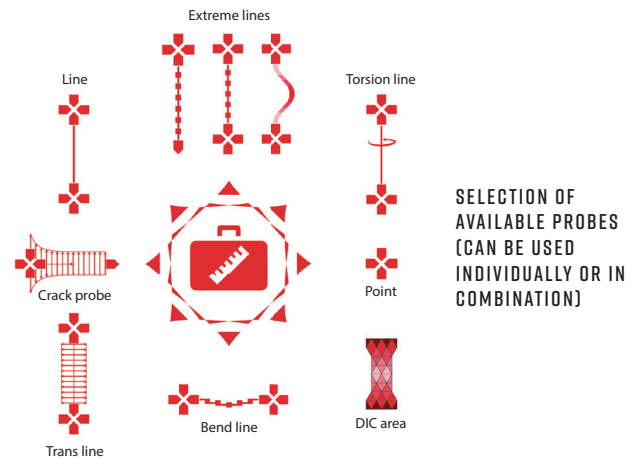 Extreme lines
Line
Torsion line
SELECTION OF
AVAILABLE PROBES
(CAN BE USED
INDIVIDUALLY OR IN
COMBINATION)
Crack probe
Point
Trans line
Bend line
DIC area